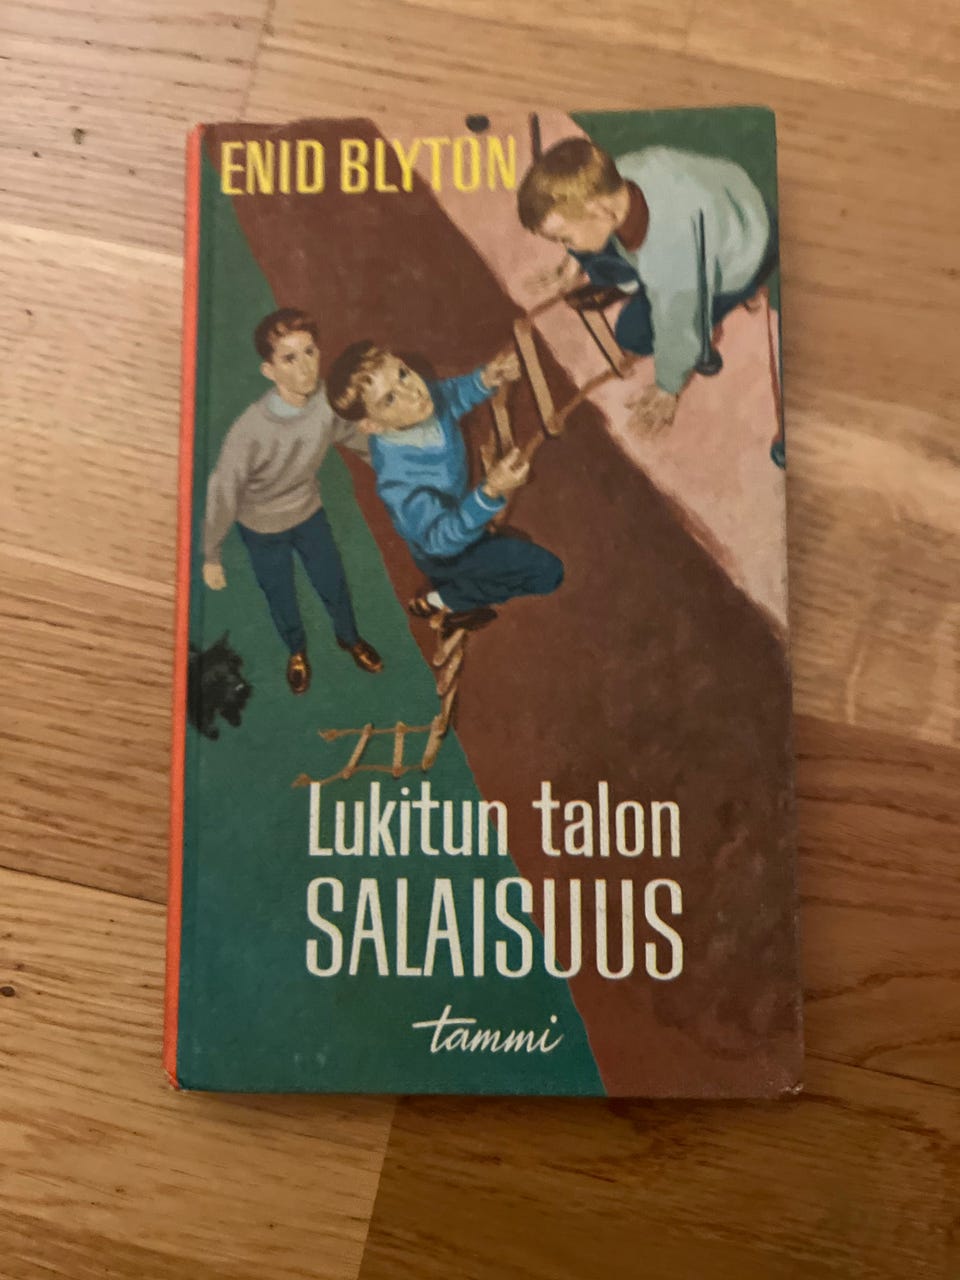 ENID BLYTON
Lukitun talon
SALAISUUS
tammi